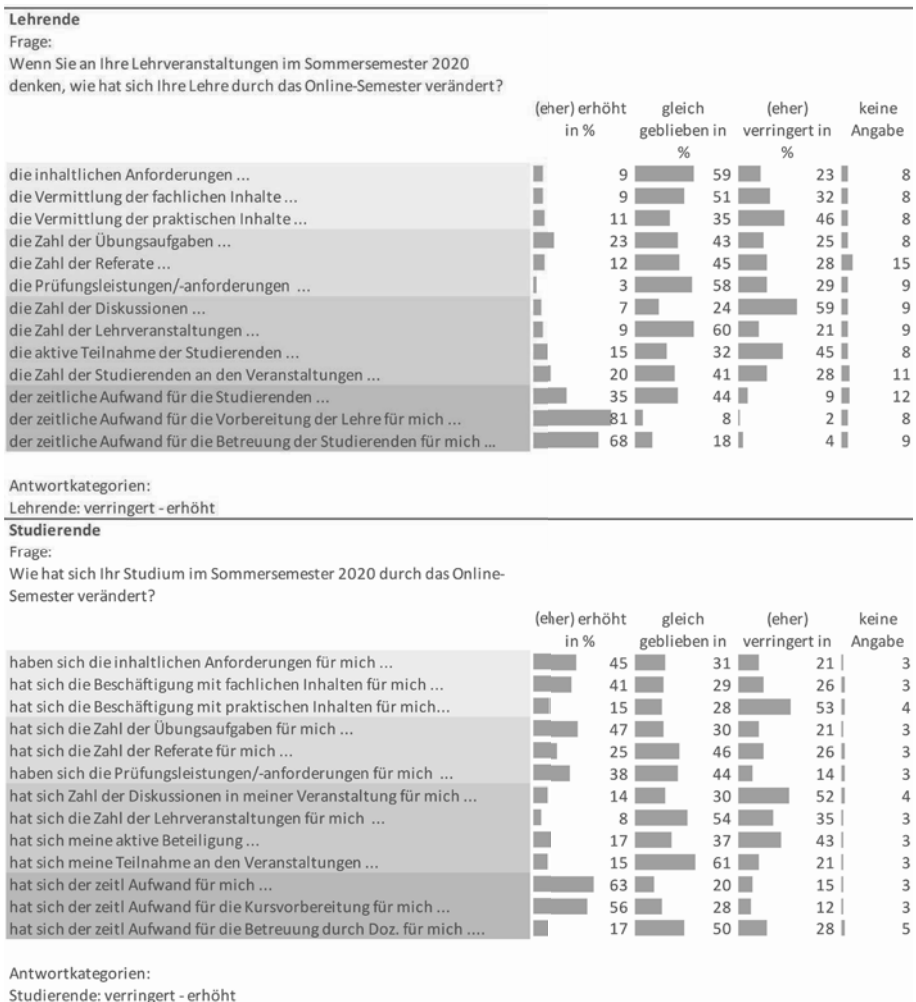 Lehrende
Frage:
Wenn Sie an Ihre Lehrveranstaltungen im Sommersemester 2020
denken, wie hat sich Ihre Lehre durch das Online-Semester verändert?
(eher) erhöht gleich (eher) keine
in % geblieben in verringert in Angabe
% %
die inhaltlichen Anforderungen ... 9 59 23 8
die Vermittlung der fachlichen Inhalte ... 9 51 32 8
die Vermittlung der praktischen Inhalte ... 11 35 46 8
die Zahl der Übungsaufgaben ... 23 43 25 8
die Zahl der Referate ... 12 45 28 15
die Prüfungsleistungen/-anforderungen ... 3 58 29 9
die Zahl der Diskussionen ... 7 24 59 9
die Zahl der Lehrveranstaltungen ... 9 60 21 9
die aktive Teilnahme der Studierenden ... 15 32 45 8
die Zahl der Studierenden an den Veranstaltungen ... 20 41 28 11
der zeitliche Aufwand für die Studierenden ... 35 44 9 12
der zeitliche Aufwand für die Vorbereitung der Lehre für mich ... 81 8 2 8
der zeitliche Aufwand für die Betreuung der Studierenden für mich ... 68 18 4 9
Antwortkategorien:
Lehrende: verringert - erhöht
Studierende
Frage:
Wie hat sich Ihr Studium im Sommersemester 2020 durch das Online-
Semester verändert?
(eher) erhöht gleich (eher) keine
in % geblieben in verringert in Angabe
haben sich die inhaltlichen Anforderungen für mich ... 45 31 21 3
hat sich die Beschäftigung mit fachlichen Inhalten für mich ... 41 29 26 3
hat sich die Beschäftigung mit praktischen Inhalten für mich... 15 28 53 4
hat sich die Zahl der Übungsaufgaben für mich ... 47 30 21 3
hat sich die Zahl der Referate für mich ... 25 46 26 3
haben sich die Prüfungsleistungen/-anforderungen für mich ... 38 44 14 3
hat sich Zahl der Diskussionen in meiner Veranstaltung für mich ... 14 30 52 4
hat sich die Zahl der Lehrveranstaltungen für mich ... 8 54 35 3
hat sich meine aktive Beteiligung ... 17 37 43 3
hat sich meine Teilnahme an den Veranstaltungen ... 15 61 21 3
hat sich der zeitl Aufwand für mich ... 63 20 15 3
hat sich der zeitl Aufwand für die Kursvorbereitung für mich ... 56 28 12 3
hat sich der zeitl Aufwand für die Betreuung durch Doz. für mich .... 17 50 28 5
Antwortkategorien:
Studierende: verringert - erhöht